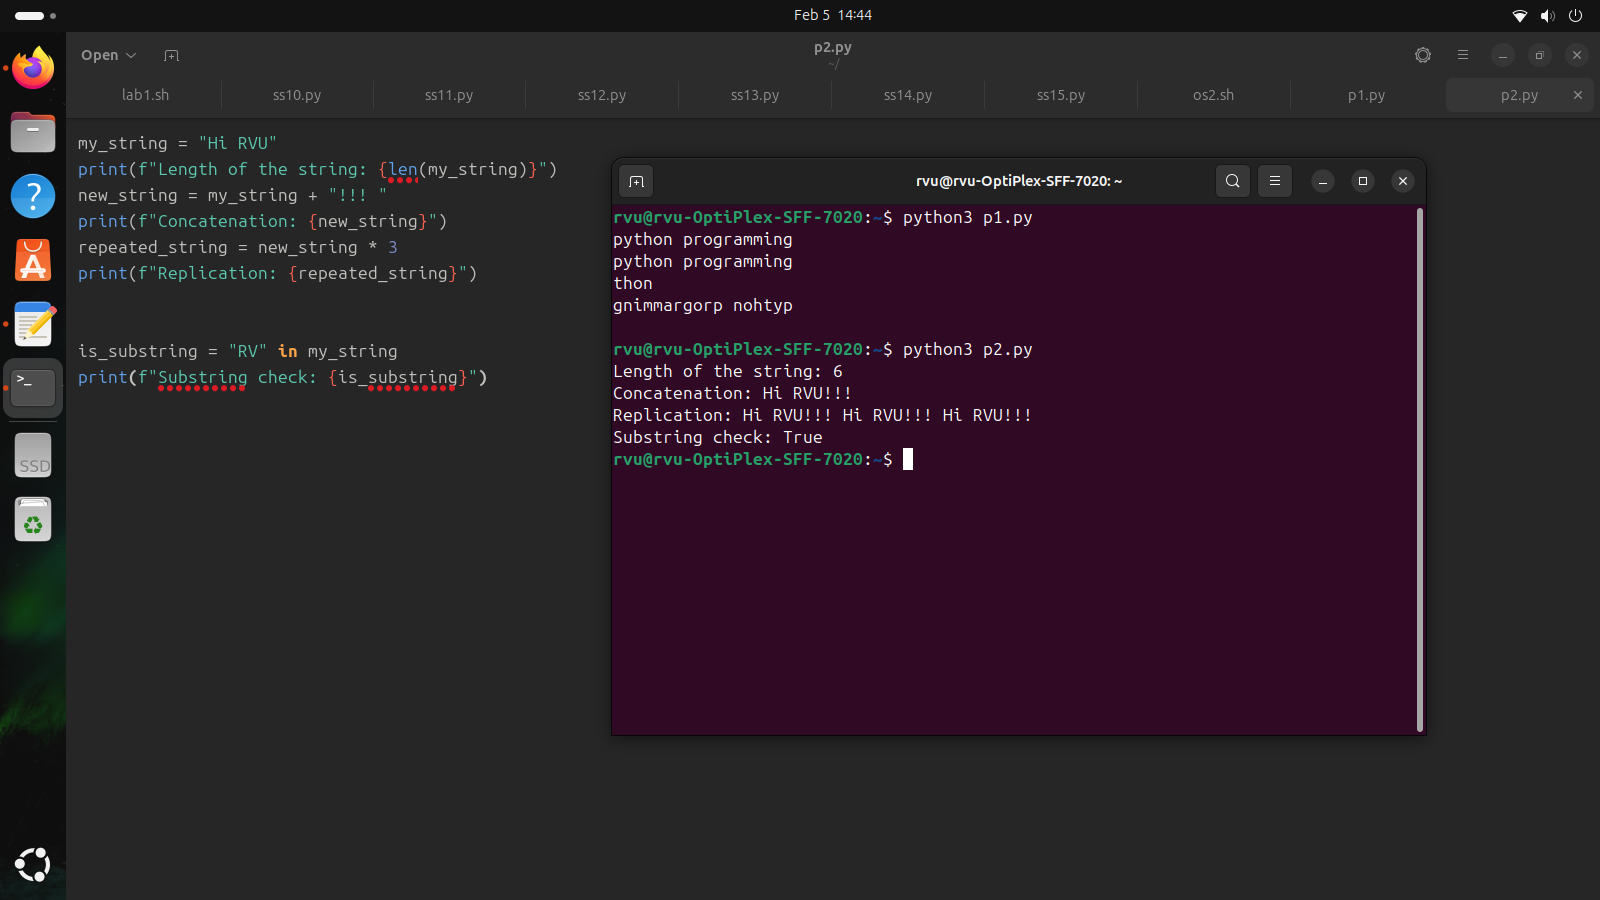 Feb 5 14:44
Open
p2.py
~/
lab1.sh
ss10.py
ss11.py
ss12.py
ss13.py
ss14.py
ss15.py
os2.sh
p1.py
p2.py
my_string = "Hi RVU"
print(f"Length of the string: {len(my_string)}")
new_string = my_string + "!!! "
print(f"Concatenation: {new_string}")
repeated_string = new_string * 3
print(f"Replication: {repeated_string}")
is_substring = "RV" in my_string
print(f"Substring check: {is_substring}")
rvu@rvu-OptiPlex-SFF-7020: ~
rvu@rvu-OptiPlex-SFF-7020:~$ python3 p1.py
python programming
python programming
thon
gnimmargorp nohtyp
rvu@rvu-OptiPlex-SFF-7020:~$ python3 p2.py
Length of the string: 6
Concatenation: Hi RVU!!!
Replication: Hi RVU!!! Hi RVU!!! Hi RVU!!!
Substring check: True
rvu@rvu-OptiPlex-SFF-7020:~$
>_
SSD